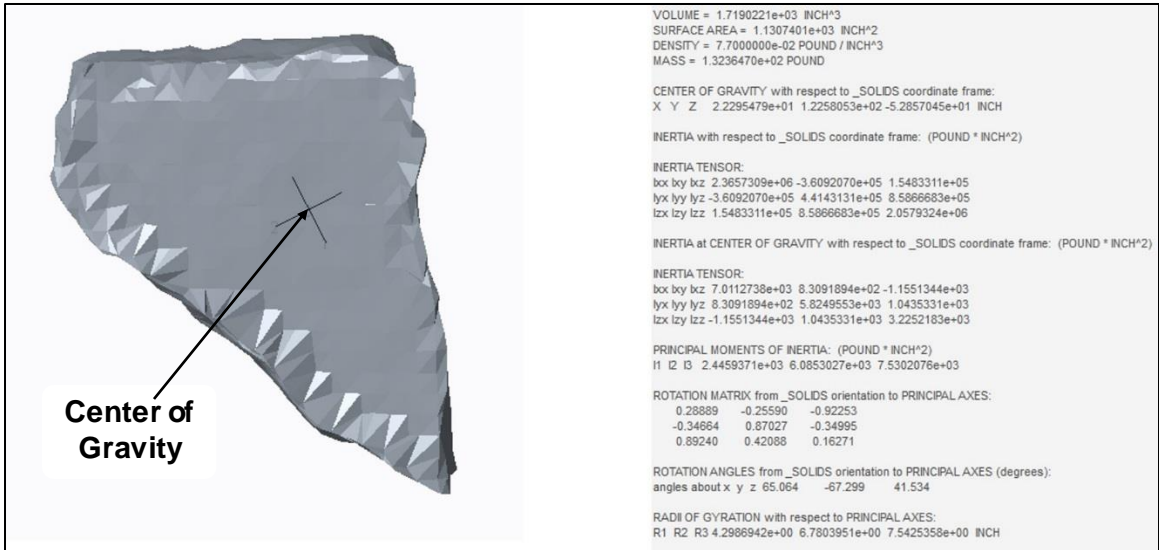 Center of
Gravity
VOLUME = 1.7190221e+03 INCH^3
SURFACE AREA = 1.1307401e+03 INCH^2
DENSITY = 7.7000000e-02 POUND / INCH^3
MASS = 1.3236470e+02 POUND
CENTER OF GRAVITY with respect to _SOLIDS coordinate frame:
X Y Z 2.2295479e+01 1.2258053e+02 -5.2857045e+01 INCH
INERTIA with respect to _SOLIDS coordinate frame: (POUND * INCH^2)
INERTIA TENSOR:
Ixx Ixy Ixz 2.3657309e+06 -3.6092070e+05 1.5483311e+05
Iyx Iyy Iyz -3.6092070e+05 4.4143131e+05 8.5866683e+05
Izx Izy Izz 1.5483311e+05 8.5866683e+05 2.0579324e+06
INERTIA at CENTER OF GRAVITY with respect to _SOLIDS coordinate frame: (POUND * INCH^2)
INERTIA TENSOR:
Ixx Ixy Ixz 7.0112738e+03 8.3091894e+02 -1.1551344e+03
Iyx Iyy Iyz 8.3091894e+02 5.8249553e+03 1.0435331e+03
Izx Izy Izz -1.1551344e+03 1.0435331e+03 3.2252183e+03
PRINCIPAL MOMENTS OF INERTIA: (POUND * INCH^2)
I1 I2 I3 2.4459371e+03 6.0853027e+03 7.5302076e+03
ROTATION MATRIX from _SOLIDS orientation to PRINCIPAL AXES:
0.28889 -0.25590 -0.92253
-0.34664 0.87027 -0.34995
0.89240 0.42088 0.16271
ROTATION ANGLES from _SOLIDS orientation to PRINCIPAL AXES (degrees):
angles about x y z 65.064 -67.299 41.534
RADII OF GYRATION with respect to PRINCIPAL AXES:
R1 R2 R3 4.2986942e+00 6.7803951e+00 7.5425358e+00 INCH